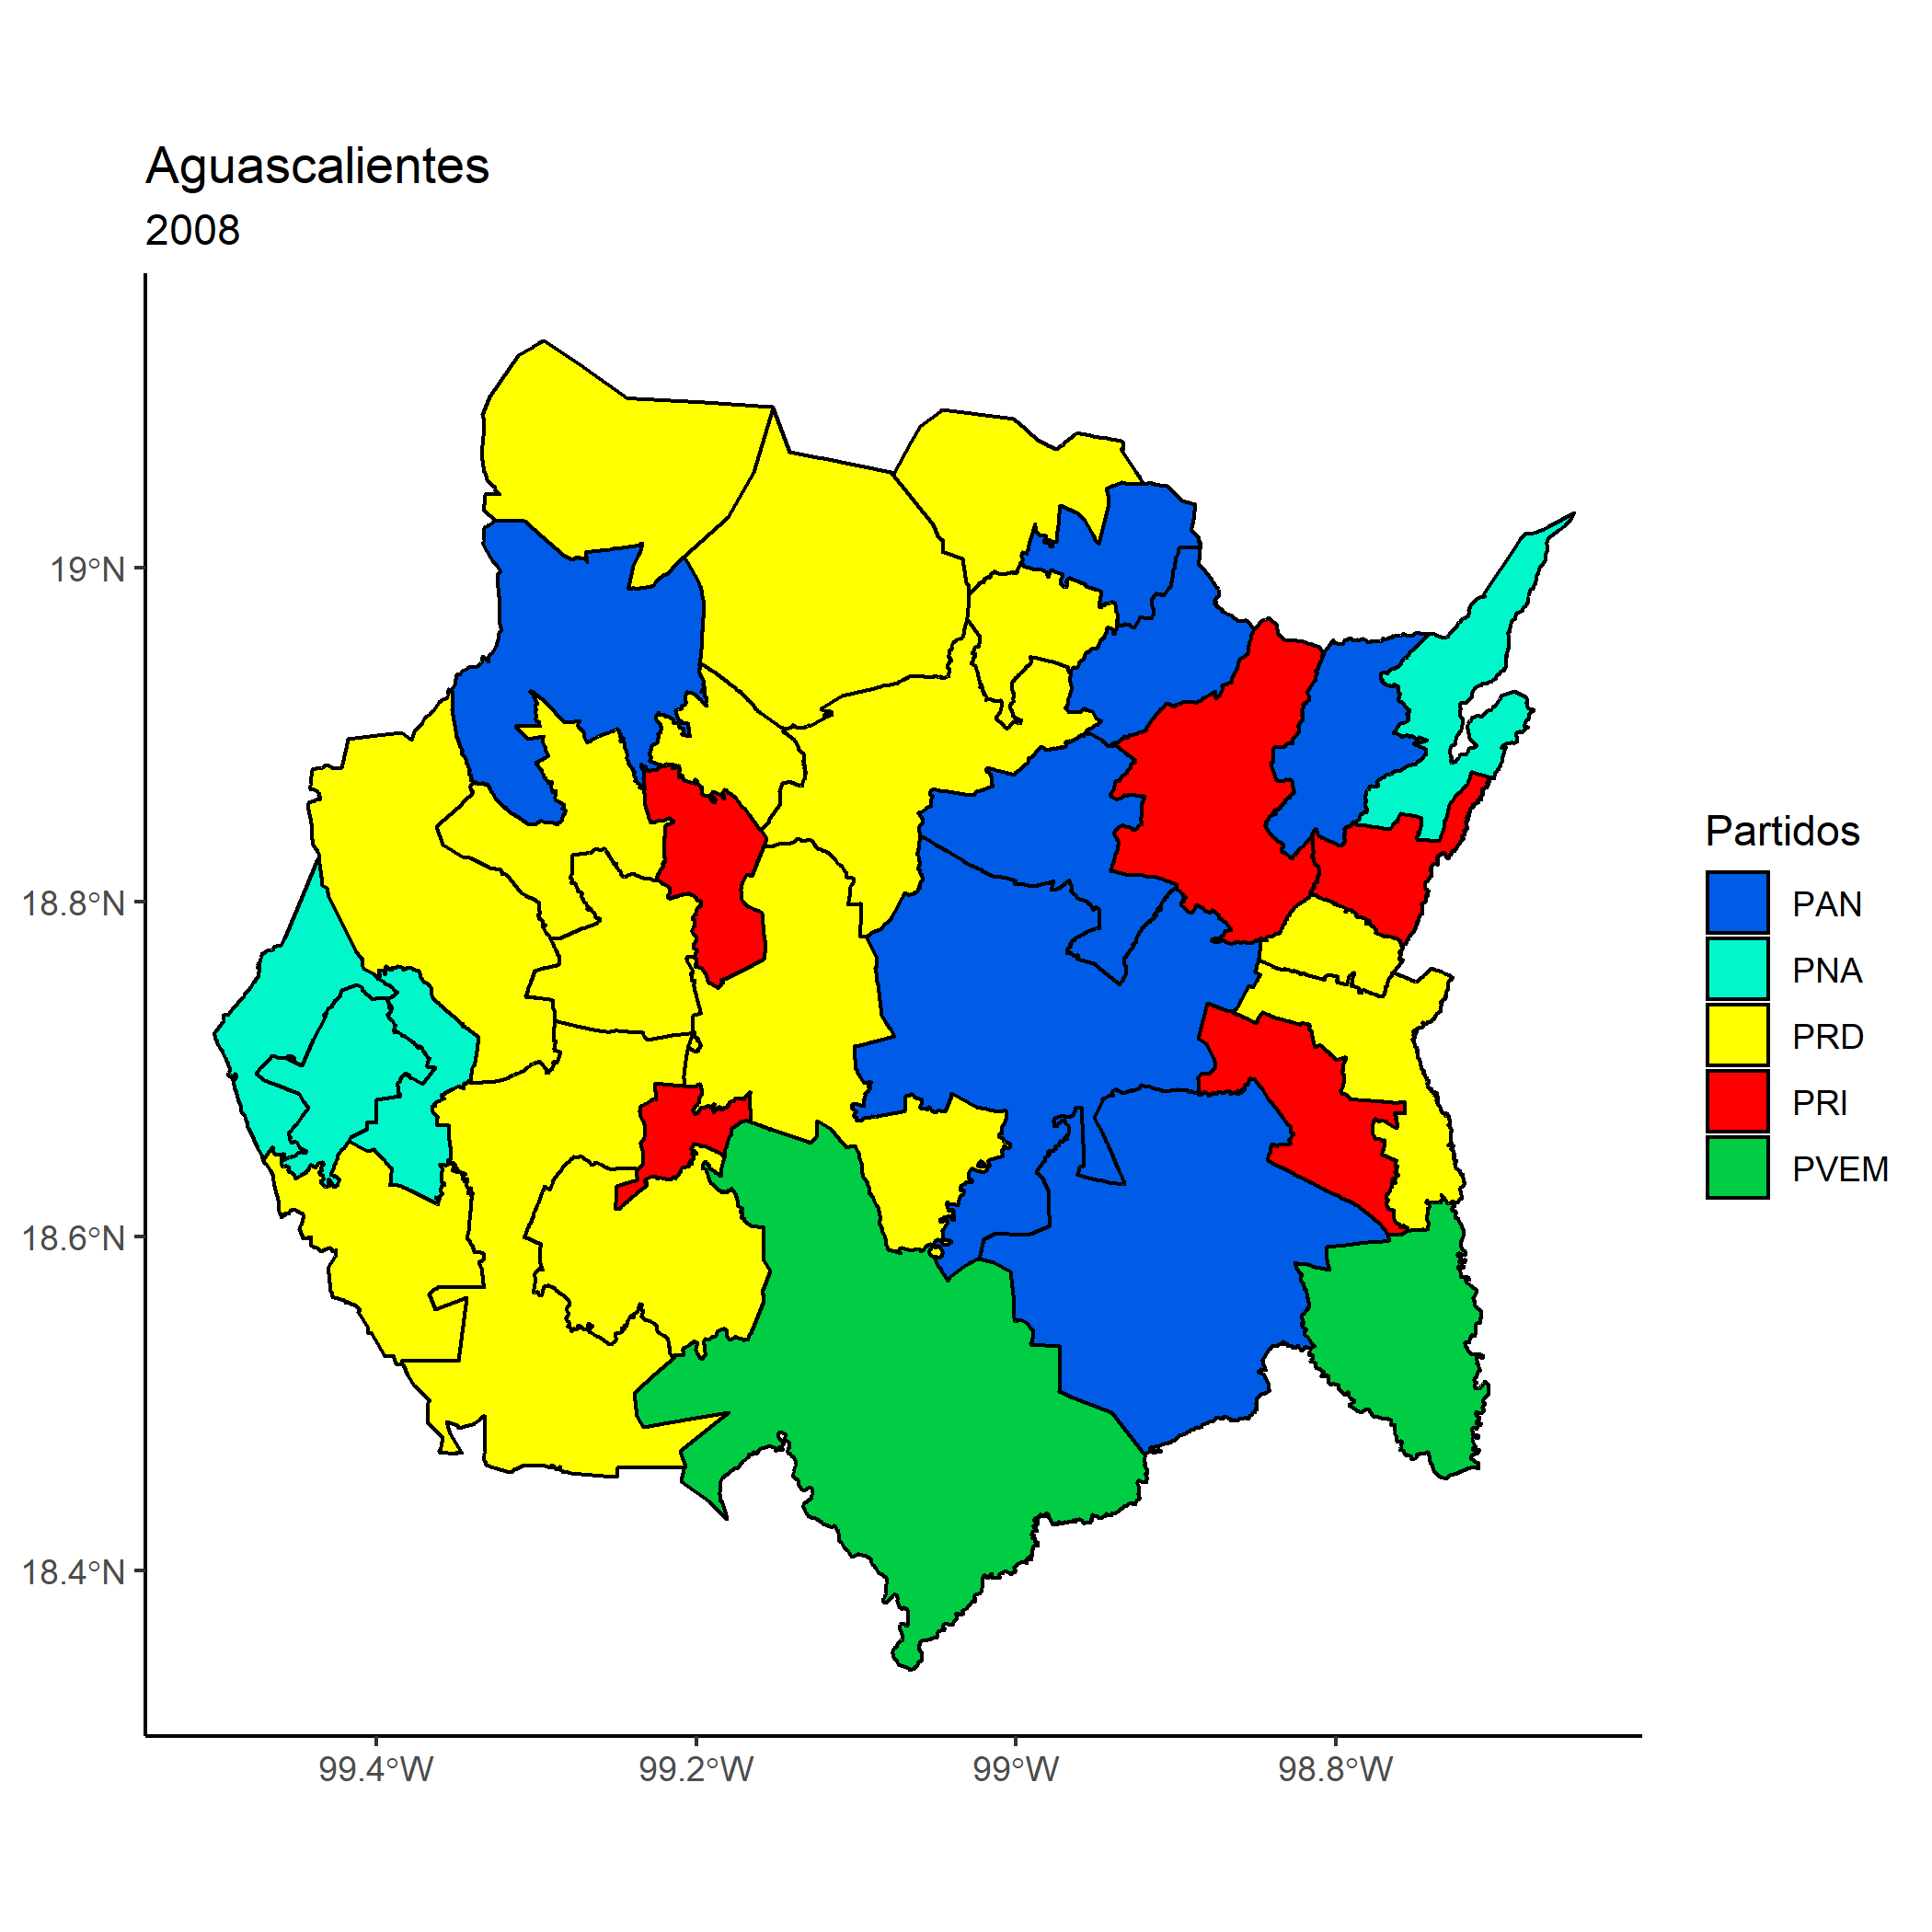 Aguascalientes
2008
19°N
18.8°N
18.6°N
18.4°N
99.4°W
99.2°W
99°W
98.8°W
Partidos
PAN
PNA
PRD
PRI
PVEM